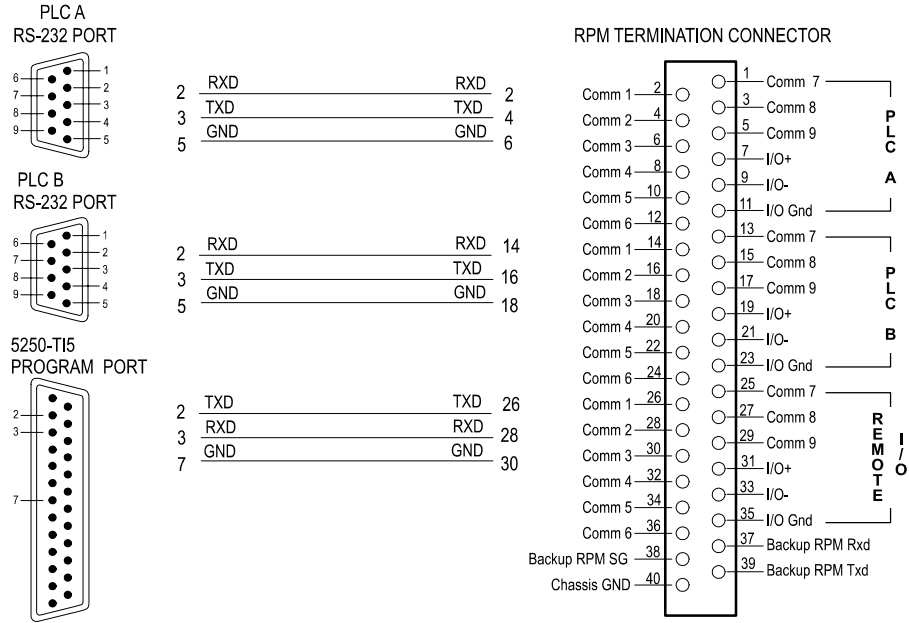 PLC A
RS-232 PORT
6
7
8
9
1
2
3
4
5
2 RXD RXD 2
3 TXD TXD 4
5 GND GND 6
PLC B
RS-232 PORT
6
7
8
9
1
2
3
4
5
2 RXD RXD 14
3 TXD TXD 16
5 GND GND 18
5250-TI5
PROGRAM PORT
2
3
7
2 TXD TXD 26
3 RXD RXD 28
7 GND GND 30
RPM TERMINATION CONNECTOR
1 Comm 7
Comm 1 2
3 Comm 8
Comm 2 4
5 Comm 9
Comm 3 6
7 I/O+
Comm 4 8
9 I/O-
Comm 5 10
11 I/O Gnd
Comm 6 12
PLC A
13 Comm 7
Comm 1 14
15 Comm 8
Comm 2 16
17 Comm 9
Comm 3 18
19 I/O+
Comm 4 20
21 I/O-
Comm 5 22
23 I/O Gnd
Comm 6 24
PLC B
25 Comm 7
Comm 1 26
27 Comm 8
Comm 2 28
29 Comm 9
Comm 3 30
31 I/O+
Comm 4 32
33 I/O-
Comm 5 34
35 I/O Gnd
Comm 6 36
REMOTE I/O
37 Backup RPM Rxd
Backup RPM SG 38
39 Backup RPM Txd
Chassis GND 40